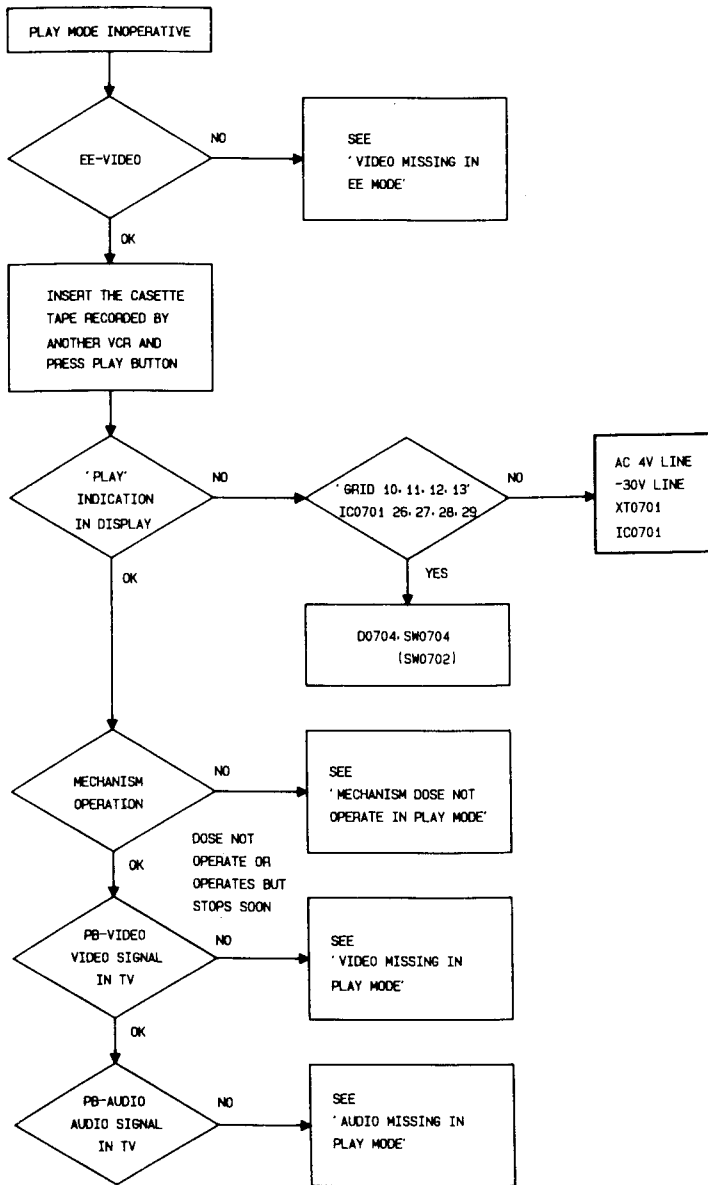 PLAY MODE INOPERATIVE
EE-VIDEO
NO
SEE
'VIDEO MISSING IN
EE MODE'
OK
INSERT THE CASETTE
TAPE RECORDED BY
ANOTHER VCR AND
PRESS PLAY BUTTON
'PLAY'
INDICATION
IN DISPLAY
NO
'GRID 10, 11, 12, 13'
IC0701 26, 27, 28, 29
NO
AC 4V LINE
-30V LINE
XT0701
IC0701
YES
D0704, SW0704
(SW0702)
OK
MECHANISM
OPERATION
NO
SEE
'MECHANISM DOSE NOT
OPERATE IN PLAY MODE'
DOSE NOT
OPERATE OR
OPERATES BUT
STOPS SOON
OK
PB-VIDEO
VIDEO SIGNAL
IN TV
NO
SEE
'VIDEO MISSING IN
PLAY MODE'
OK
PB-AUDIO
AUDIO SIGNAL
IN TV
NO
SEE
'AUDIO MISSING IN
PLAY MODE'